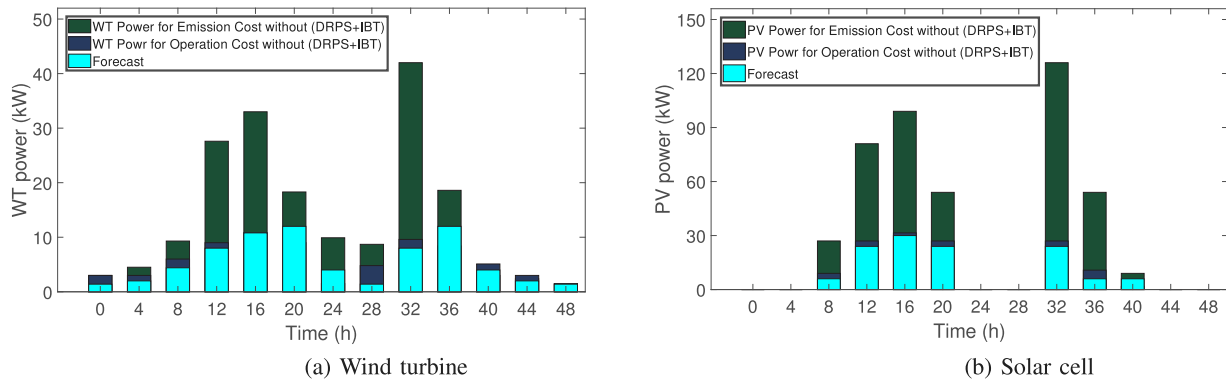 WT Power for Emission Cost without (DRPS+IBT)
WT Powr for Operation Cost without (DRPS+IBT)
Forecast
50
40
30
20
10
0
WT power (kW)
0 4 8 12 16 20 24 28 32 36 40 44 48
Time (h)
(a) Wind turbine
PV Power for Emission Cost without (DRPS+IBT)
PV Powr for Operation Cost without (DRPS+IBT)
Forecast
150
120
90
60
30
0
PV power (kW)
0 4 8 12 16 20 24 28 32 36 40 44 48
Time (h)
(b) Solar cell